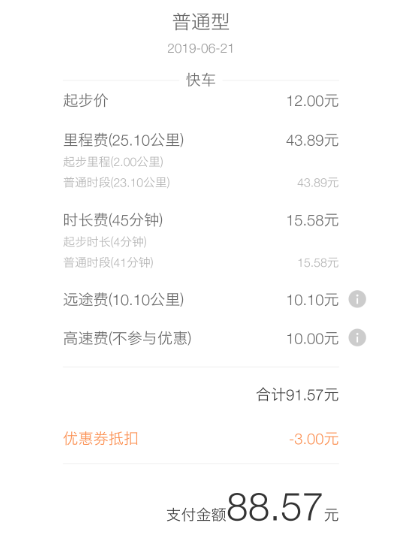 普通型
2019-06-21
快车
起步价 12.00元
里程费(25.10公里) 43.89元
起步里程(2.00公里)
普通时段(23.10公里) 43.89元
时长费(45分钟) 15.58元
起步时长(4分钟)
普通时段(41分钟) 15.58元
远途费(10.10公里) 10.10元
高速费(不参与优惠) 10.00元
合计91.57元
优惠券抵扣 -3.00元
支付金额88.57元